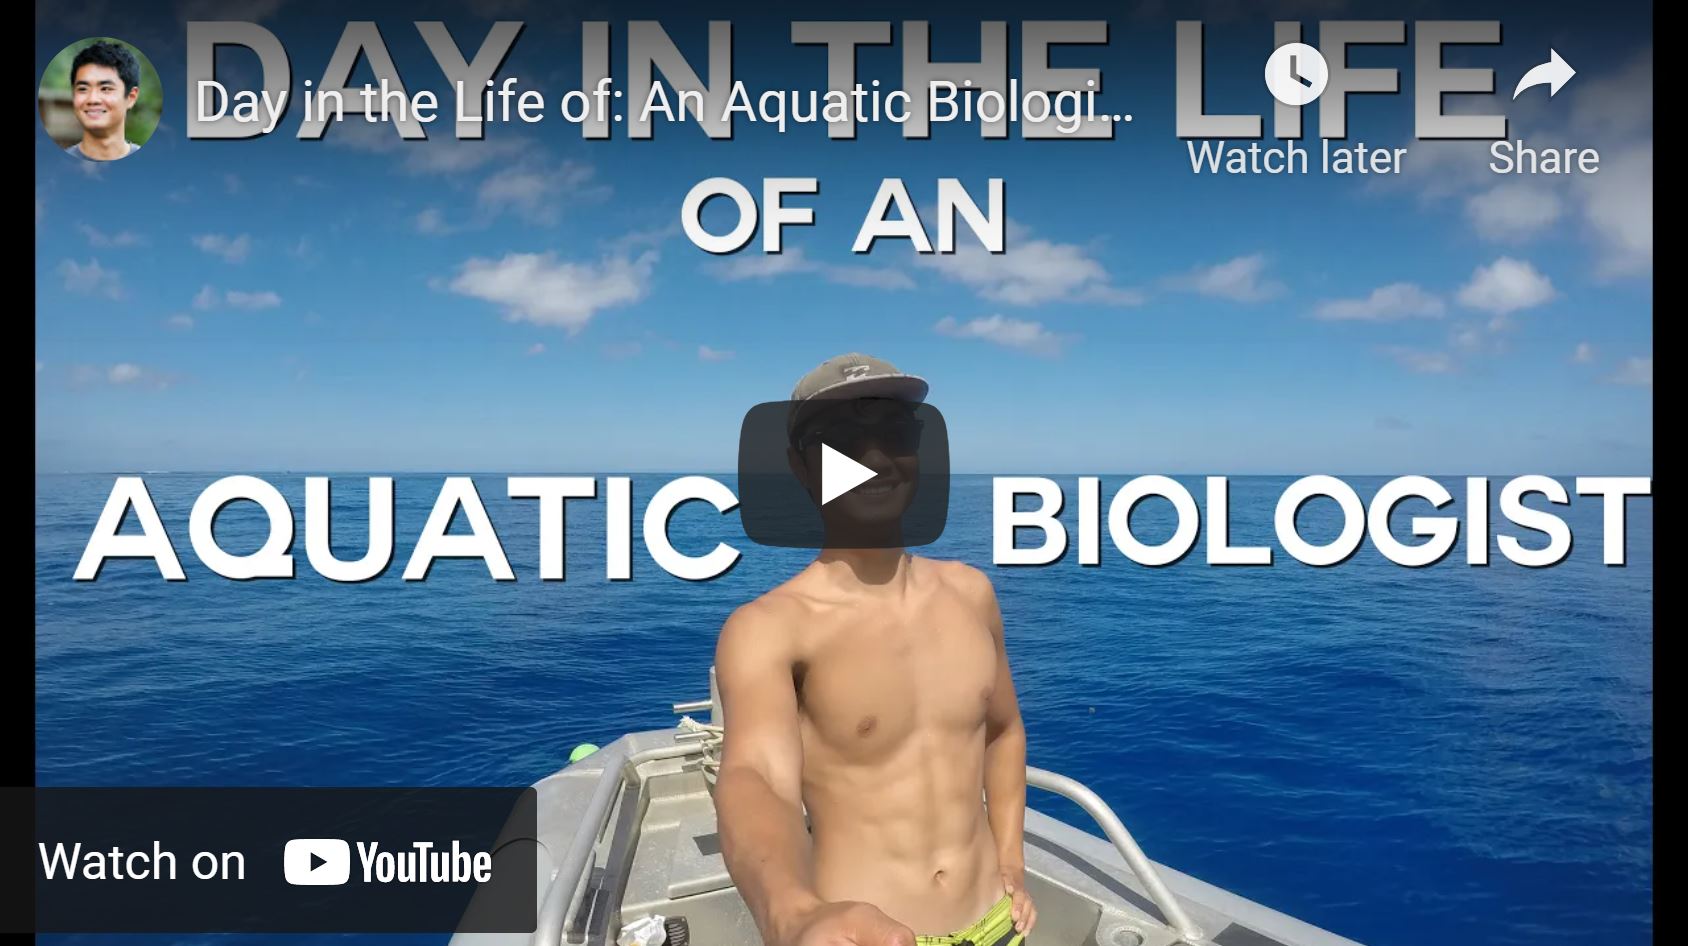 DAY IN THE LIFE
Day in the Life of: An Aquatic Biologi...
Watch later
Share
OF AN
AQUATIC BIOLOGIST
Watch on YouTube